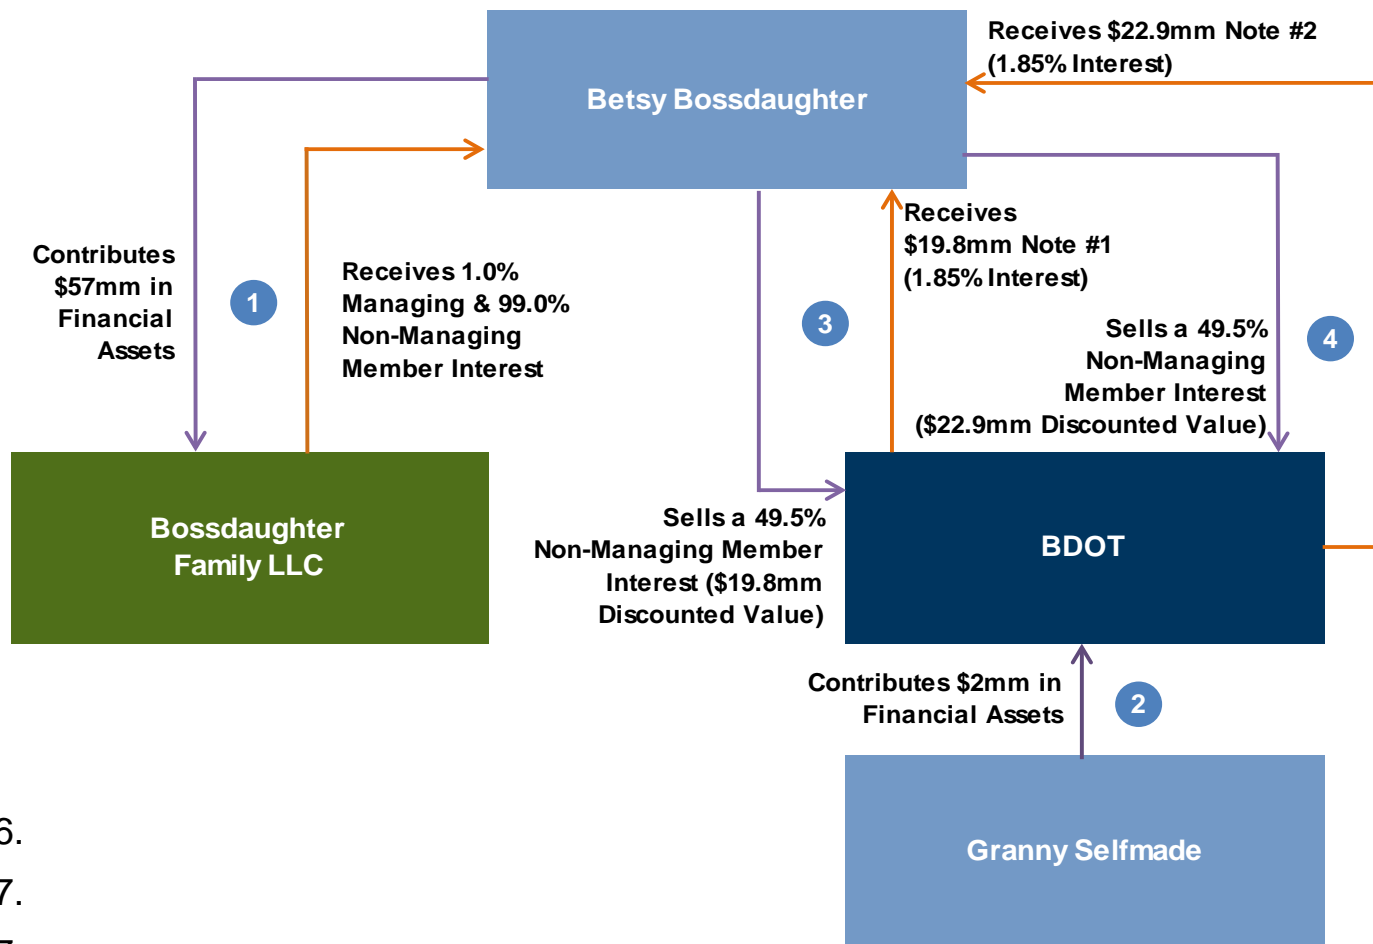 Receives $22.9mm Note #2
(1.85% Interest)
Betsy Bossdaughter
Contributes
$57mm in
Financial
Assets
1
Receives 1.0%
Managing & 99.0%
Non-Managing
Member Interest
3
Receives
$19.8mm Note #1
(1.85% Interest)
Sells a 49.5%
Non-Managing
Member Interest
($22.9mm Discounted Value)
4
Bossdaughter
Family LLC
Sells a 49.5%
Non-Managing Member
Interest ($19.8mm
Discounted Value)
BDOT
Contributes $2mm in
Financial Assets
2
Granny Selfmade
6.
7.